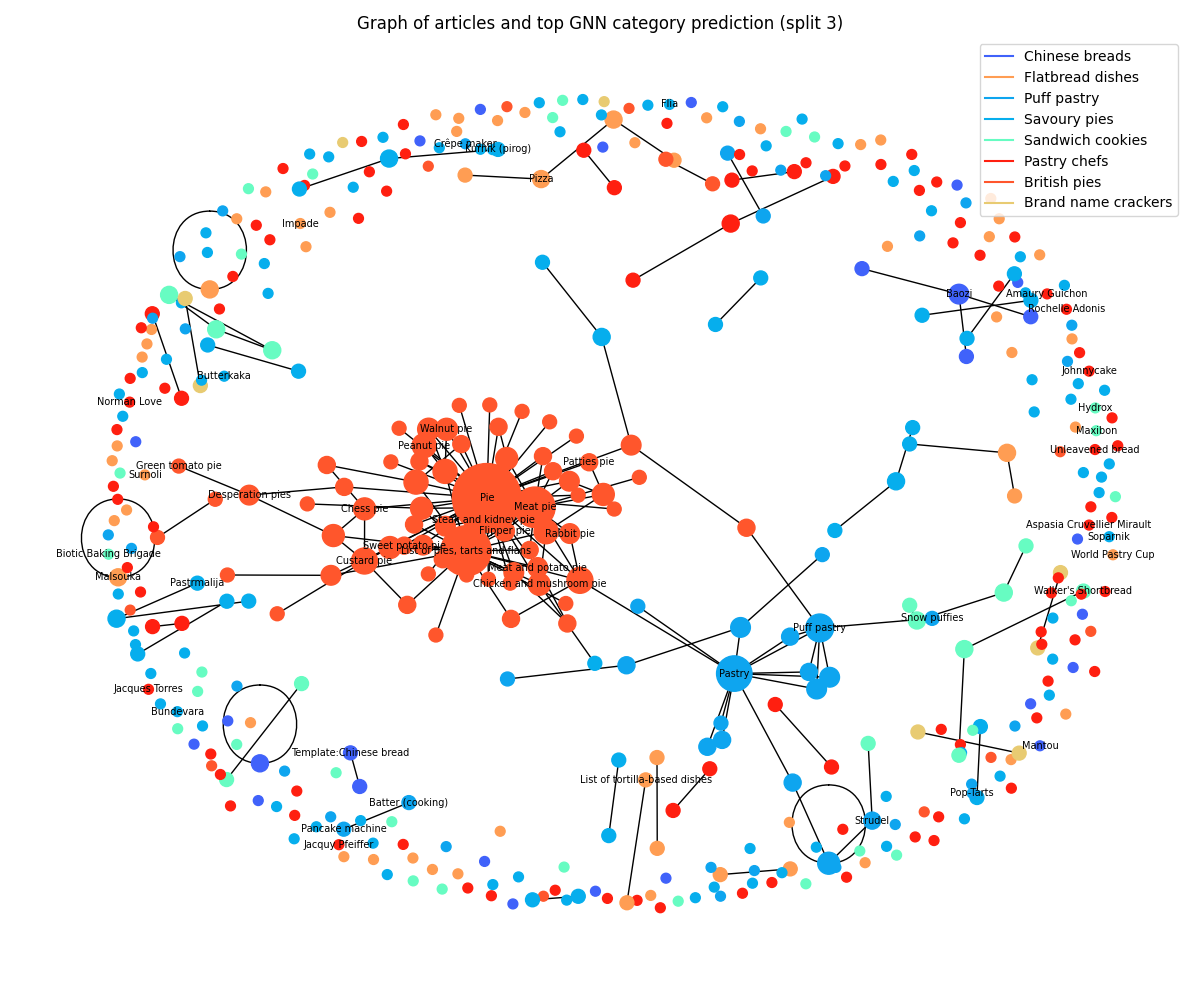 Graph of articles and top GNN category prediction (split 3)
Chinese breads
Flatbread dishes
Puff pastry
Savoury pies
Sandwich cookies
Pastry chefs
British pies
Brand name crackers
Flia
Crêpe maker
Kurnik (pirog)
Pizza
Impade
Baozi
Amaury Guichon
Rochelle Adonis
Butterkaka
Johnnycake
Norman Love
Hydrox
Walnut pie
Maxibon
Peanut pie
Unleavened bread
Green tomato pie
Patties pie
Sumoli
Desperation pies
Pie
Meat pie
Chess pie
Steak and kidney pie
Aspasia Cruvellier Mirault
Flipper pie
Rabbit pie
Soparnik
Sweet potato pie
List of pies, tarts and flans
Biotic Baking Brigade
World Pastry Cup
Custard pie
Meat and potato pie
Malsouka
Pastrmalija
Chicken and mushroom pie
Walker's Shortbread
Snow puffies
Puff pastry
Pastry
Jacques Torres
Bundevara
Mantou
Template:Chinese bread
List of tortilla-based dishes
Pop-Tarts
Batter (cooking)
Strudel
Pancake machine
Jacquy Pfeiffer